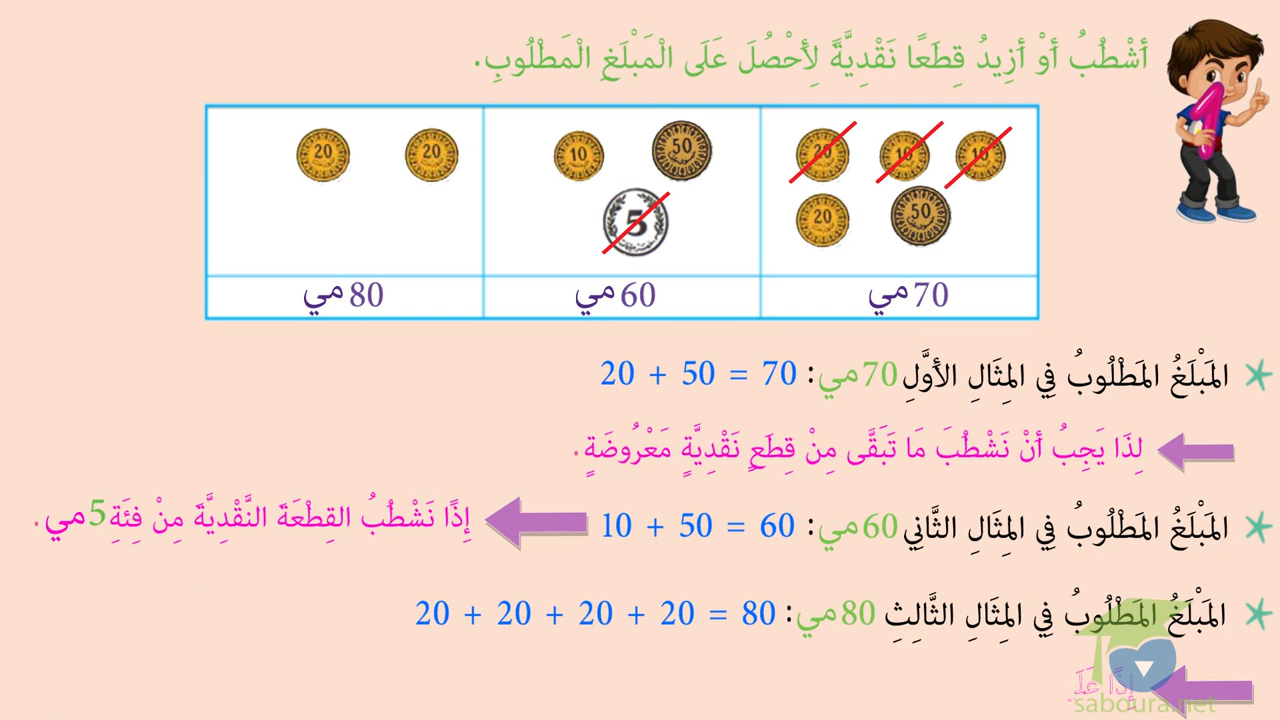 أَشْطُبُ أَوْ أَزِيدُ قِطَعًا نَقْدِيَّةً لِأَحْصُلَ عَلَى الْمَبْلَغِ الْمَطْلُوبِ.
20 10 10
20 50
70 مي
10 50
5
60 مي
20 20
80 مي
المَبْلَغُ المَطْلُوبُ فِي المِثَالِ الأَوَّلِ 70 مي: 70 = 50 + 20
لِذَا يَجِبُ أَنْ نَشْطُبَ مَا تَبَقَّى مِنْ قِطَعٍ نَقْدِيَّةٍ مَعْرُوضَةٍ.
المَبْلَغُ المَطْلُوبُ فِي المِثَالِ الثَّانِي 60 مي: 60 = 50 + 10
إِذًا نَشْطُبُ القِطْعَةَ النَّقْدِيَّةَ مِنْ فِئَةِ 5 مي.
المَبْلَغُ المَطْلُوبُ فِي المِثَالِ الثَّالِثِ 80 مي: 80 = 20 + 20 + 20 + 20
إِذًا
saboura.net